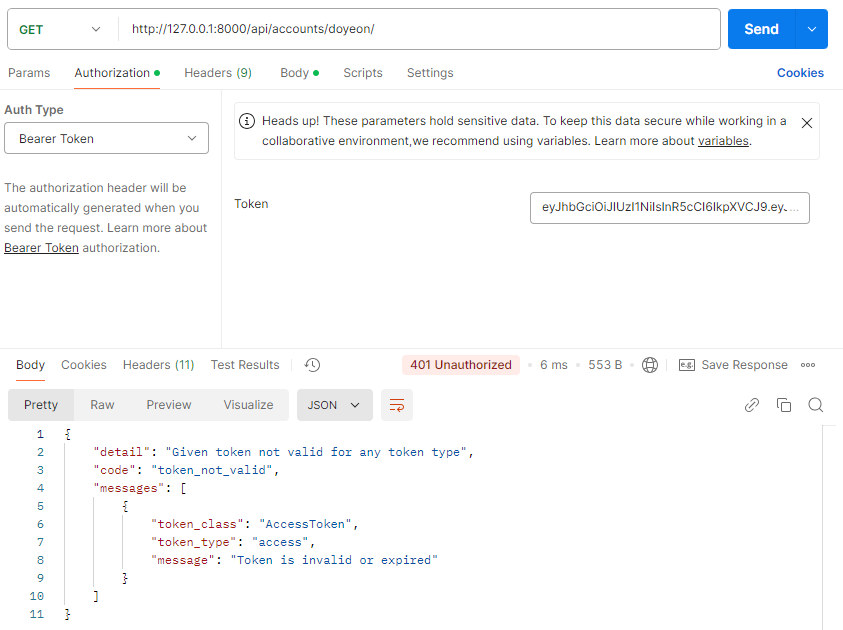 GET http://127.0.0.1:8000/api/accounts/doyeon/ Send
Params Authorization Headers (9) Body Scripts Settings Cookies
Auth Type
Bearer Token
The authorization header will be
automatically generated when you
send the request. Learn more about
Bearer Token authorization.
Heads up! These parameters hold sensitive data. To keep this data secure while working in a
collaborative environment,we recommend using variables. Learn more about variables.
Token eyJhbGciOiJIUzI1NiIsInR5cCI6IkpXVCJ9.eyJ...
Body Cookies Headers (11) Test Results 401 Unauthorized 6 ms 553 B e.g. Save Response
Pretty Raw Preview Visualize JSON
1 {
2 "detail": "Given token not valid for any token type",
3 "code": "token_not_valid",
4 "messages": [
5 {
6 "token_class": "AccessToken",
7 "token_type": "access",
8 "message": "Token is invalid or expired"
9 }
10 ]
11 }